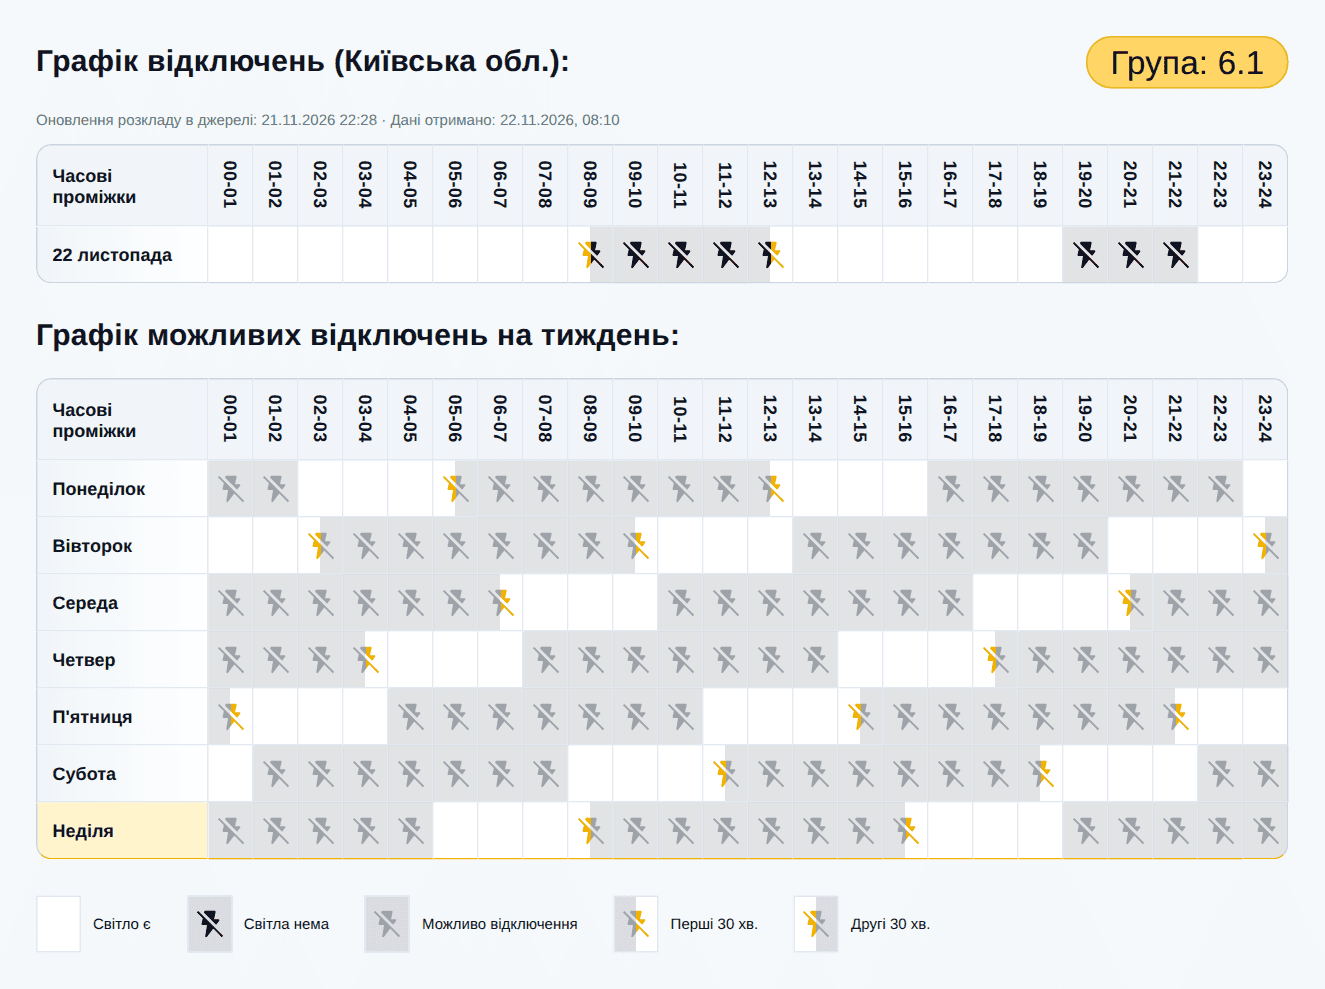 Графік відключень (Київська обл.):
Група: 6.1
Оновлення розкладу в джерелі: 21.11.2026 22:28 · Дані отримано: 22.11.2026, 08:10
Часові
проміжки
00-01 01-02 02-03 03-04 04-05 05-06 06-07 07-08 08-09 09-10 10-11 11-12 12-13 13-14 14-15 15-16 16-17 17-18 18-19 19-20 20-21 21-22 22-23 23-24
22 листопада
Графік можливих відключень на тиждень:
Часові
проміжки
00-01 01-02 02-03 03-04 04-05 05-06 06-07 07-08 08-09 09-10 10-11 11-12 12-13 13-14 14-15 15-16 16-17 17-18 18-19 19-20 20-21 21-22 22-23 23-24
Понеділок
Вівторок
Середа
Четвер
П'ятниця
Субота
Неділя
Світло є
Світла нема
Можливо відключення
Перші 30 хв.
Другі 30 хв.